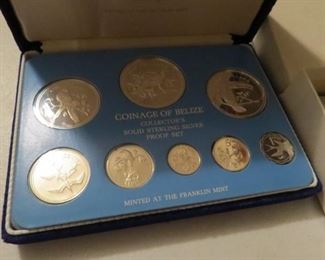 COINAGE OF BELIZE
COLLECTOR'S
SOLID STERLING SILVER
PROOF SET
MINTED AT THE FRANKLIN MINT